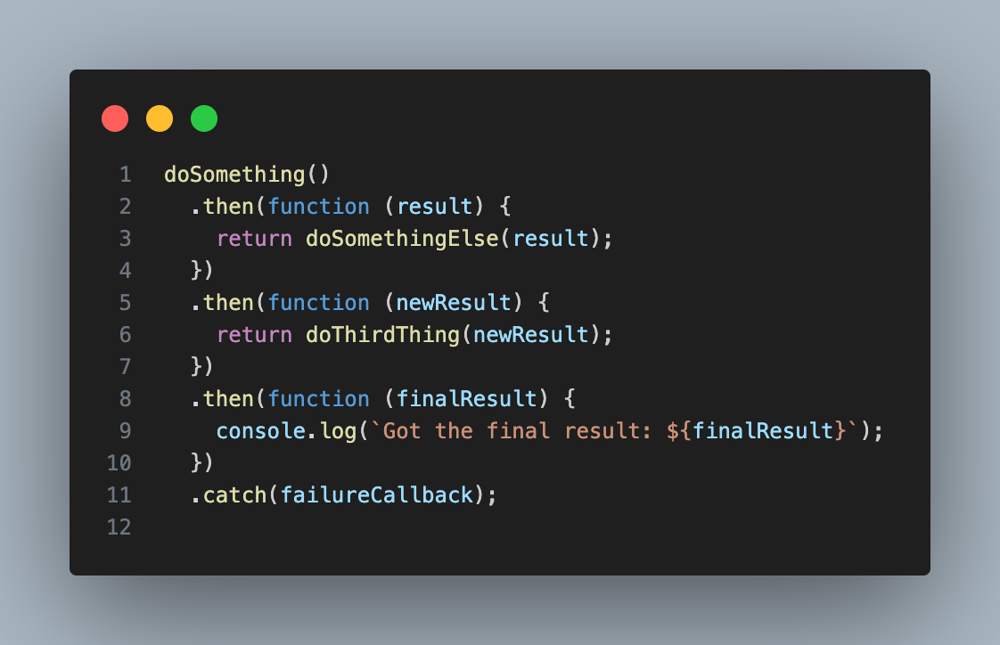 1 doSomething()
2   .then(function (result) {
3     return doSomethingElse(result);
4   })
5   .then(function (newResult) {
6     return doThirdThing(newResult);
7   })
8   .then(function (finalResult) {
9     console.log(`Got the final result: ${finalResult}`);
10   })
11   .catch(failureCallback);
12